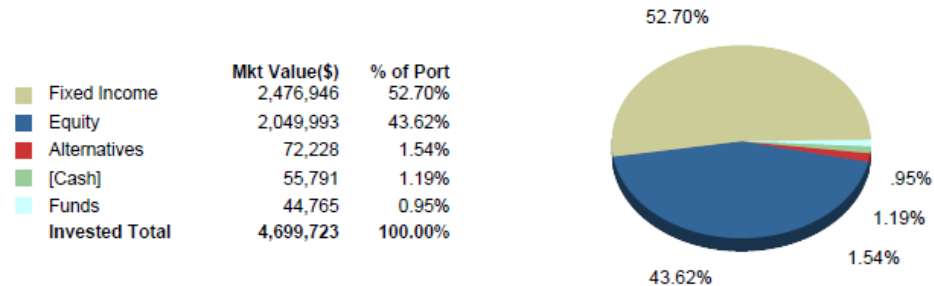 52.70%
Mkt Value($) % of Port
Fixed Income 2,476,946 52.70%
Equity 2,049,993 43.62%
Alternatives 72,228 1.54%
[Cash] 55,791 1.19%
Funds 44,765 0.95%
Invested Total 4,699,723 100.00%
.95%
1.19%
1.54%
43.62%